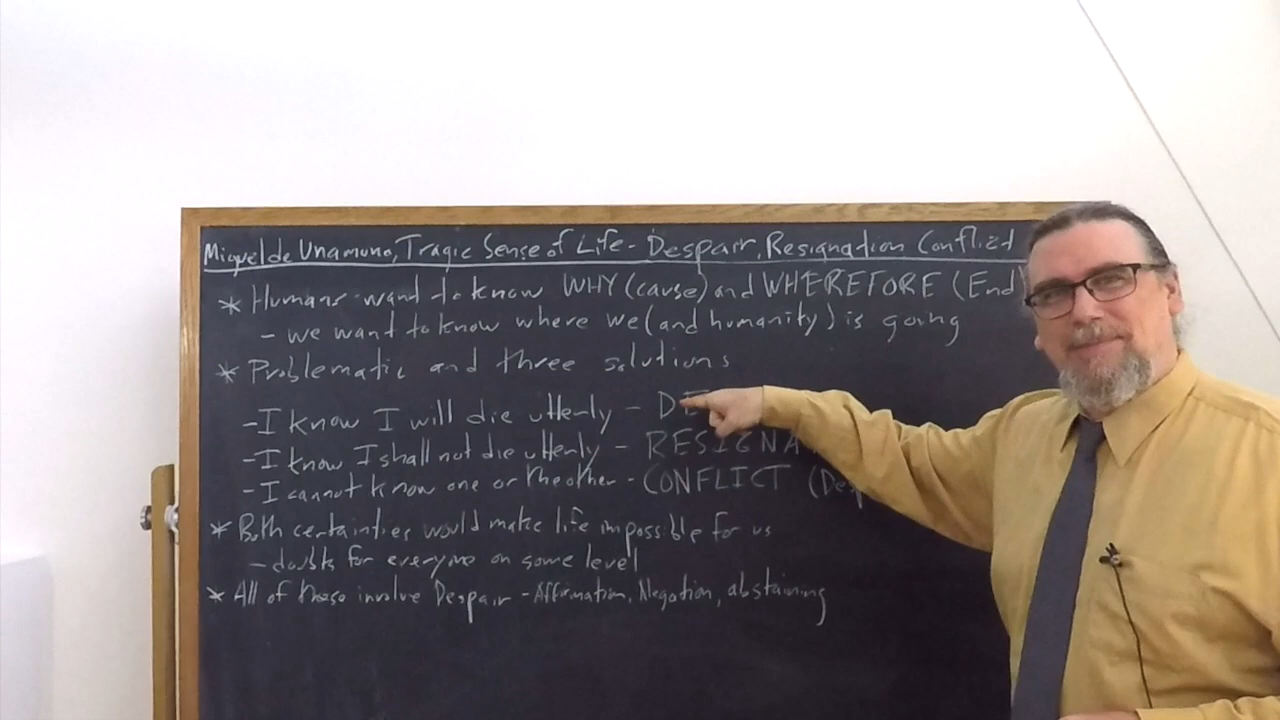 Miguel de Unamuno, Tragic Sense of Life - Despair, Resignation Conflict
* Humans want to know WHY (cause) and WHEREFORE (End)
- we want to know where we (and humanity) is going
* Problematic and three solutions
- I know I will die utterly - DE
- I know I shall not die utterly - RESIGNA
- I cannot know one or the other - CONFLICT (Desp
* Both certainties would make life impossible for us
- doubts for everyone on some level
* All of these involve Despair - Affirmation, Negation, abstaining